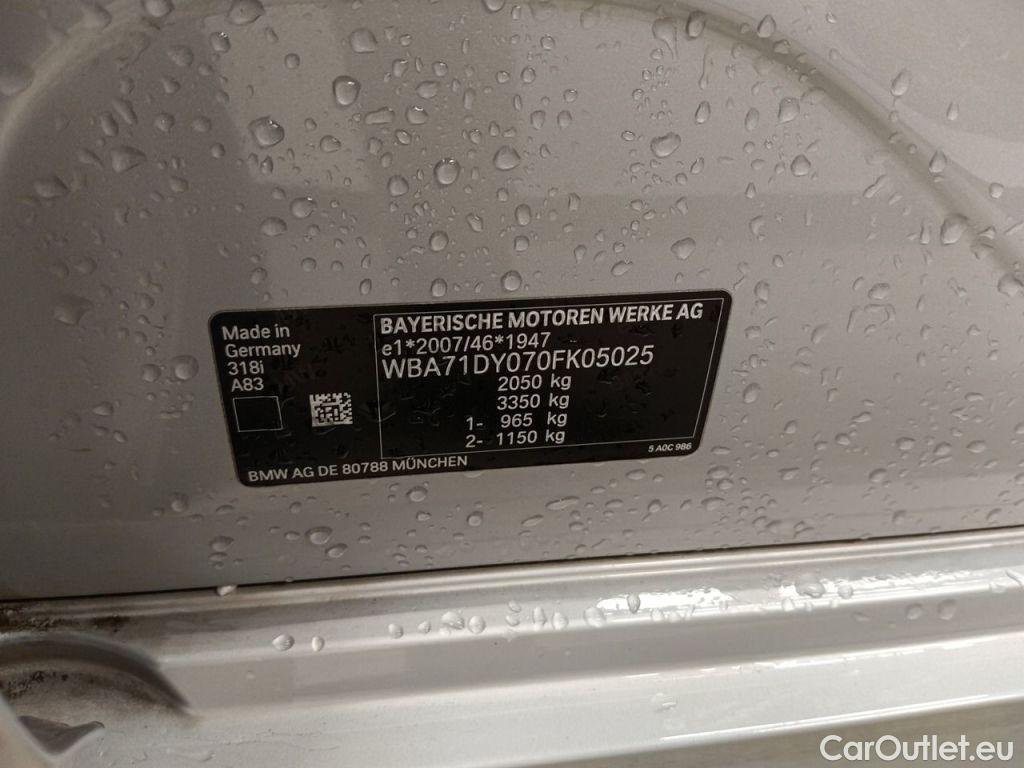 Made in
Germany
318i
A83
BAYERISCHE MOTOREN WERKE AG
e1*2007/46*1947
WBA71DY070FK05025
2050 kg
3350 kg
1- 965 kg
2- 1150 kg
5 A0C 986
BMW AG DE 80788 MÜNCHEN
CarOutlet.eu